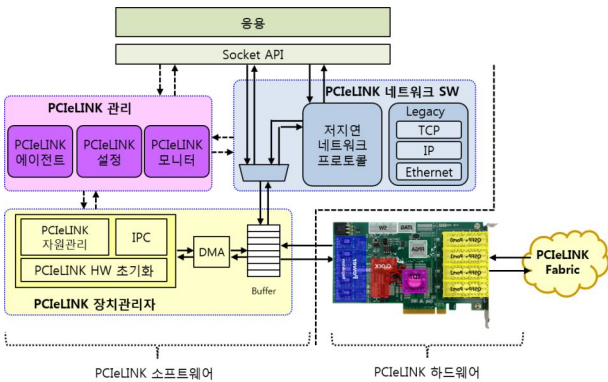 응용
Socket API
PCIeLINK 관리
PCIeLINK
에이전트
PCIeLINK
설정
PCIeLINK
모니터
PCIeLINK 네트워크 SW
저지연
네트워크
프로토콜
Legacy
TCP
IP
Ethernet
PCIeLINK
자원관리
IPC
PCIeLINK HW 초기화
DMA
Buffer
PCIeLINK 장치관리자
PCIeLINK
Fabric
PCIeLINK 소프트웨어
PCIeLINK 하드웨어